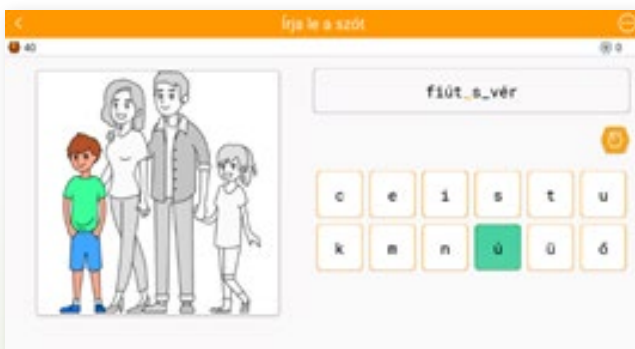 Írja le a szót
40
0
fiút_s_vér
c e i s t u
k m n ú ü ő